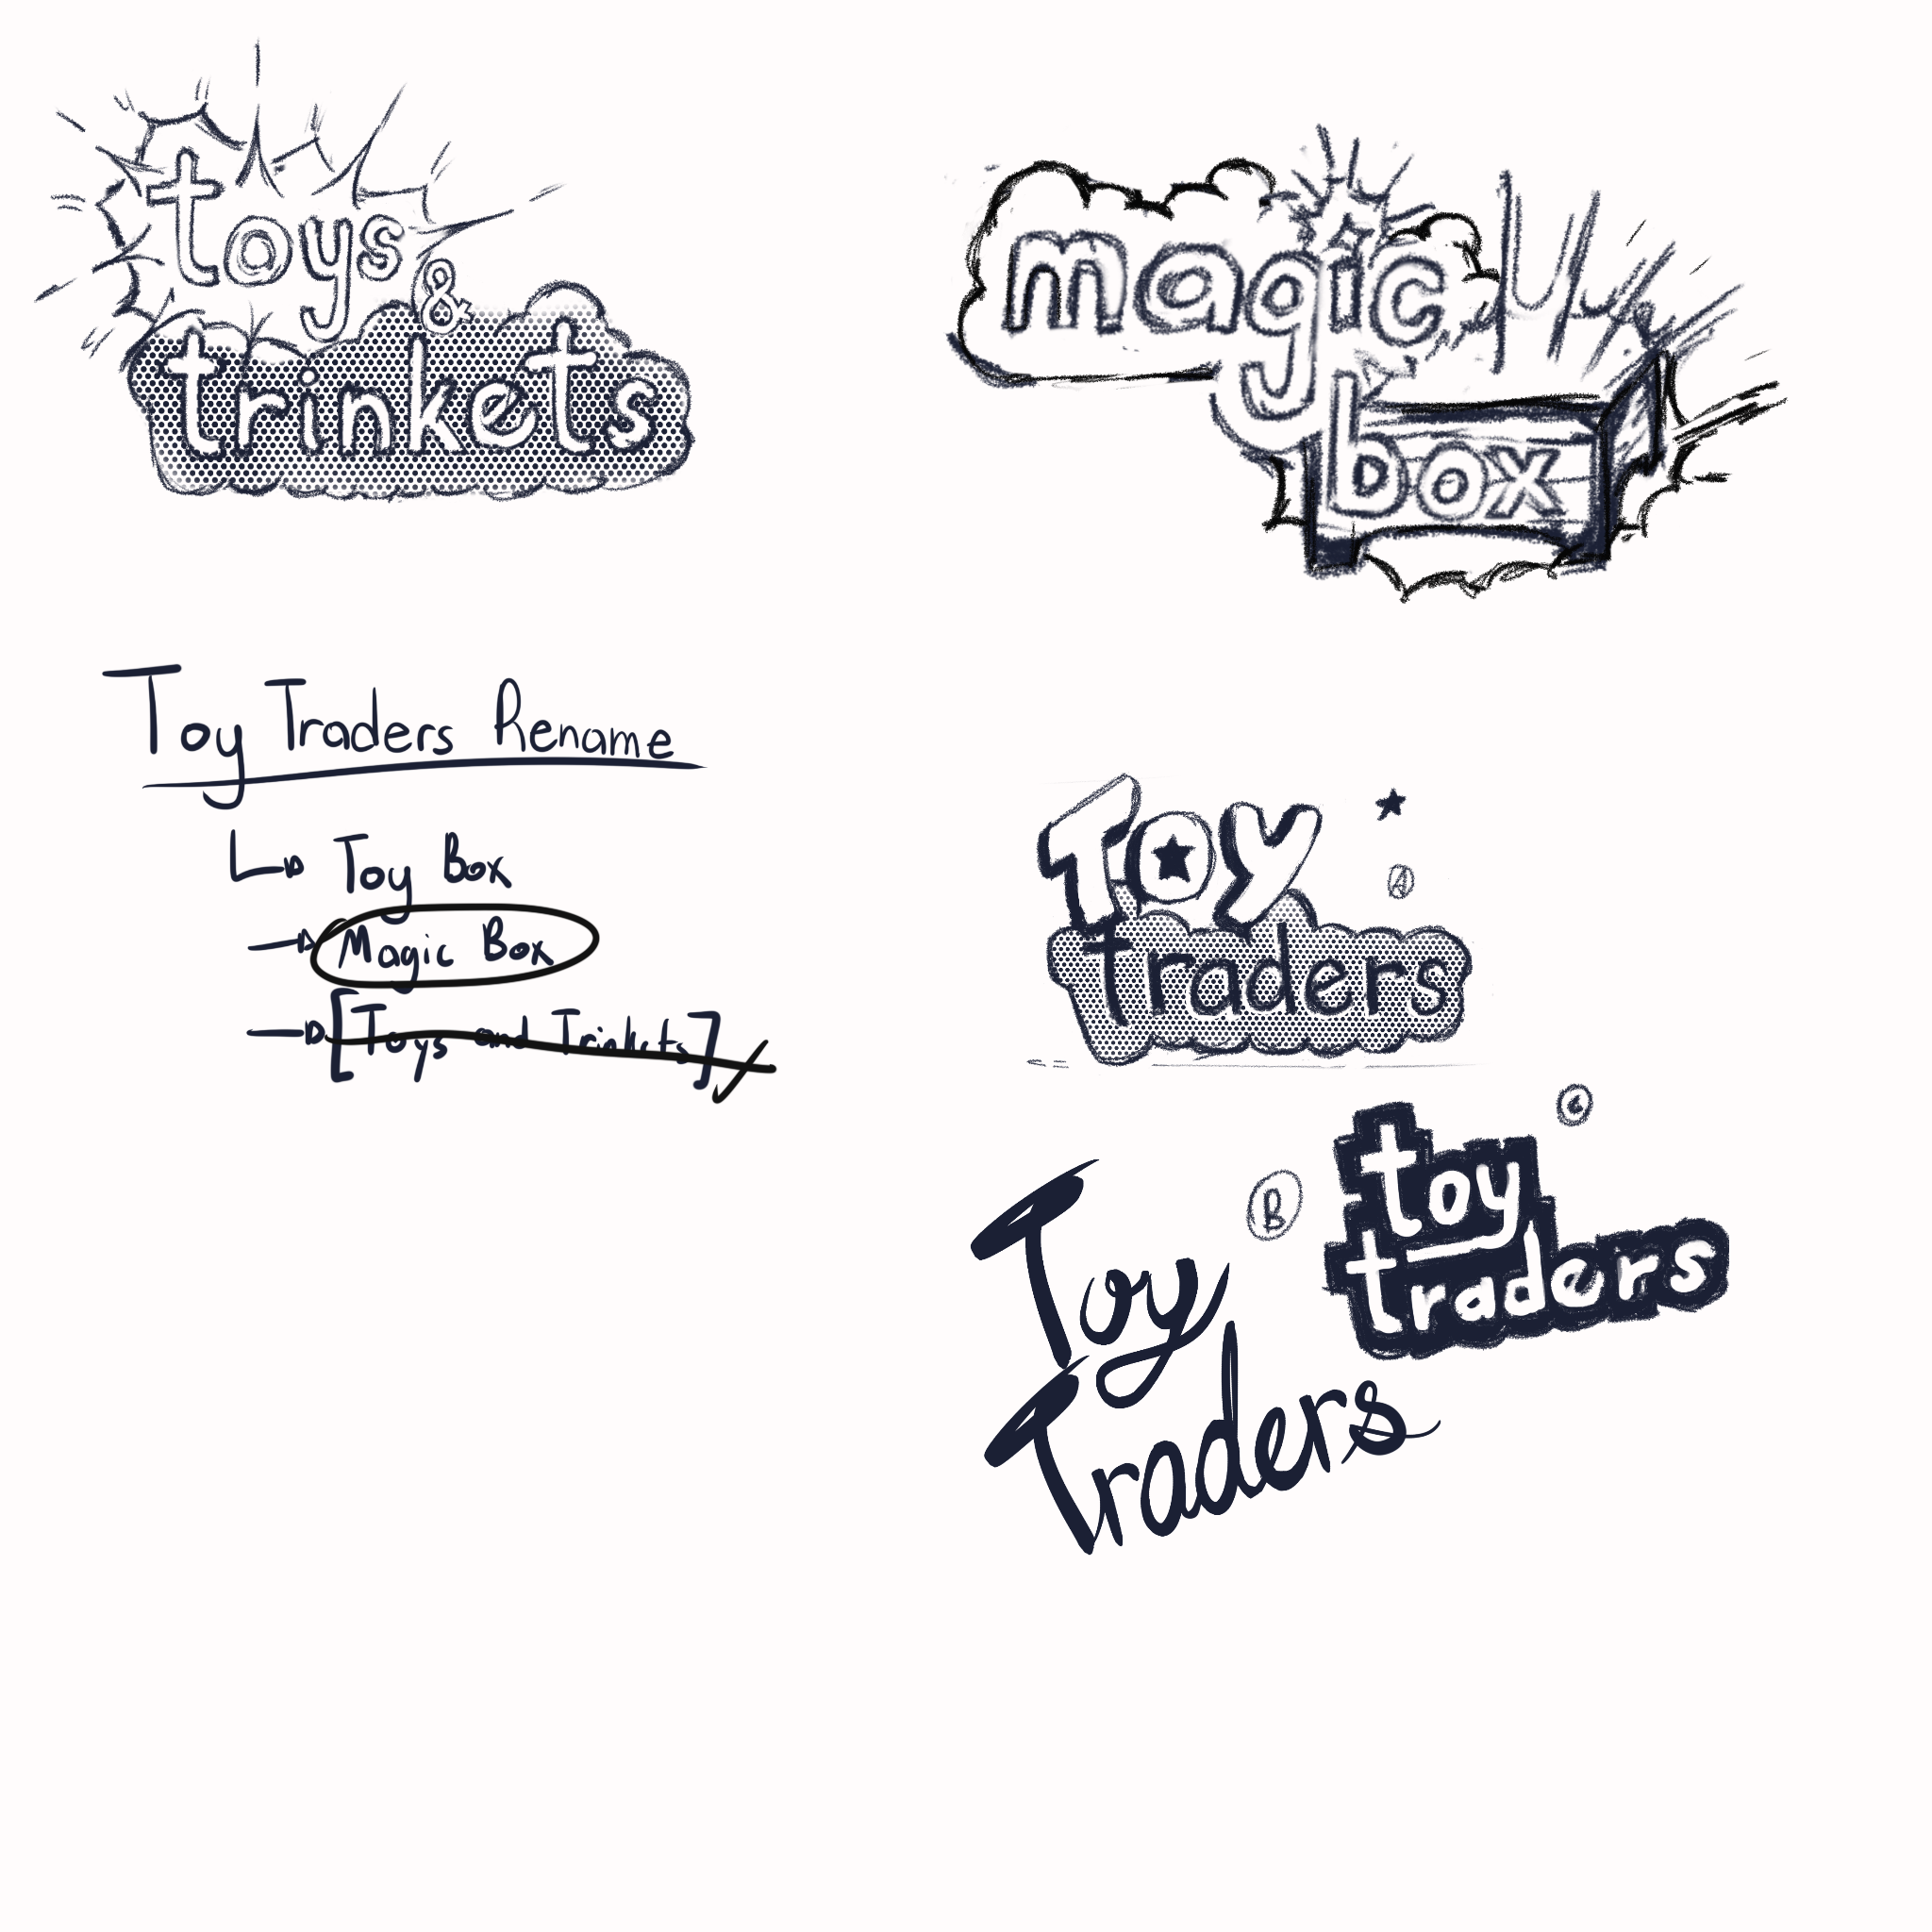 toys
&
trinkets
magic
box
Toy Traders Rename
Toy Box
Magic Box
[Toys and Trinkets]
TOY
traders
A
B
Toy
Traders
C
toy
traders